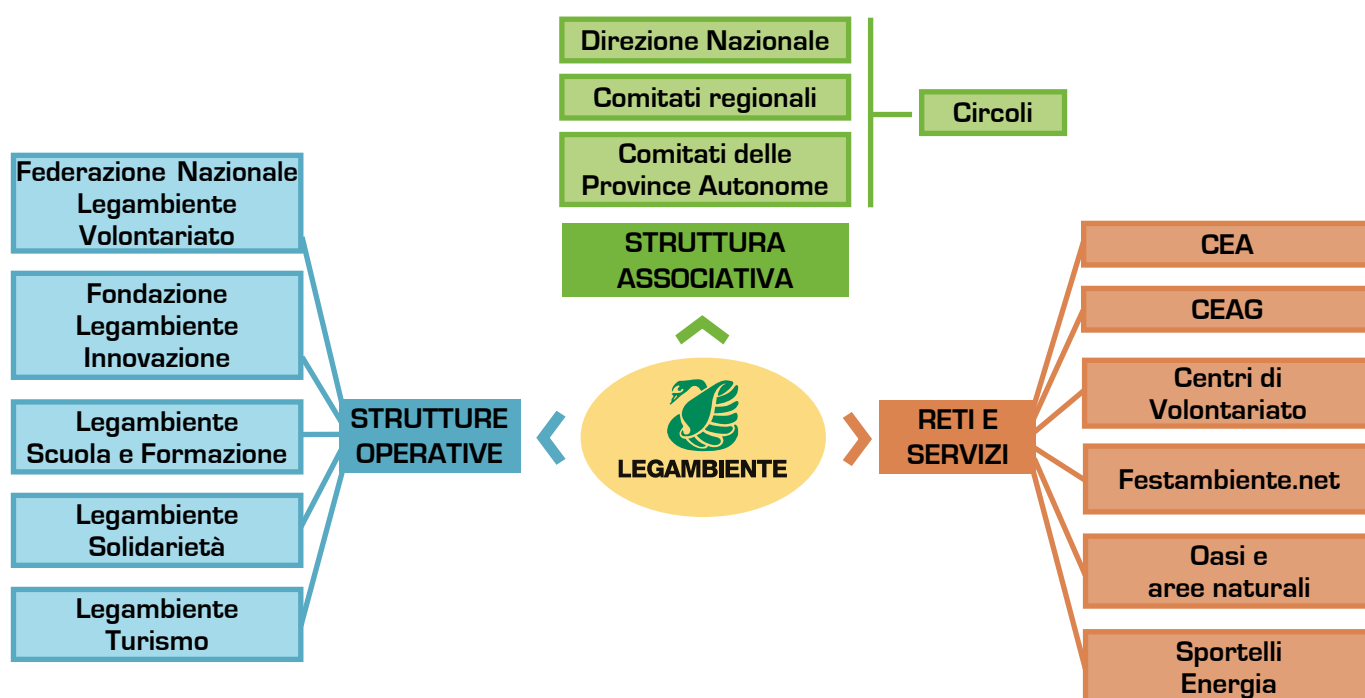 Direzione Nazionale
Comitati regionali
Comitati delle
Province Autonome
Circoli
STRUTTURA
ASSOCIATIVA
Federazione Nazionale
Legambiente
Volontariato
Fondazione
Legambiente
Innovazione
Legambiente
Scuola e Formazione
Legambiente
Solidarietà
Legambiente
Turismo
STRUTTURE
OPERATIVE
LEGAMBIENTE
RETI E
SERVIZI
CEA
CEAG
Centri di
Volontariato
Festambiente.net
Oasi e
aree naturali
Sportelli
Energia